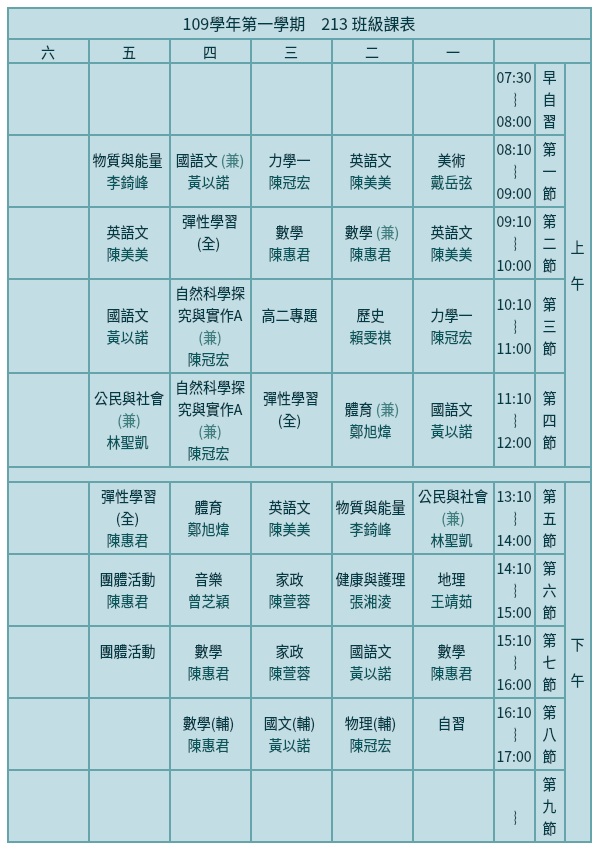 109學年第一學期　213 班級課表
六 五 四 三 二 一
07:30
~
08:00
早
自
習
上
午
物質與能量
李錡峰
國語文 (兼)
黃以諾
力學一
陳冠宏
英語文
陳美美
美術
戴岳弦
08:10
~
09:00
第
一
節
英語文
陳美美
彈性學習
(全)
數學
陳惠君
數學 (兼)
陳惠君
英語文
陳美美
09:10
~
10:00
第
二
節
國語文
黃以諾
自然科學探
究與實作A
(兼)
陳冠宏
高二專題
歷史
賴雯祺
力學一
陳冠宏
10:10
~
11:00
第
三
節
公民與社會
(兼)
林聖凱
自然科學探
究與實作A
(兼)
陳冠宏
彈性學習
(全)
體育 (兼)
鄭旭煒
國語文
黃以諾
11:10
~
12:00
第
四
節
彈性學習
(全)
陳惠君
體育
鄭旭煒
英語文
陳美美
物質與能量
李錡峰
公民與社會
(兼)
林聖凱
13:10
~
14:00
第
五
節
下
午
團體活動
陳惠君
音樂
曾芝穎
家政
陳萱蓉
健康與護理
張湘淩
地理
王靖茹
14:10
~
15:00
第
六
節
團體活動
數學
陳惠君
家政
陳萱蓉
國語文
黃以諾
數學
陳惠君
15:10
~
16:00
第
七
節
數學(輔)
陳惠君
國文(輔)
黃以諾
物理(輔)
陳冠宏
自習
16:10
~
17:00
第
八
節
~
第
九
節